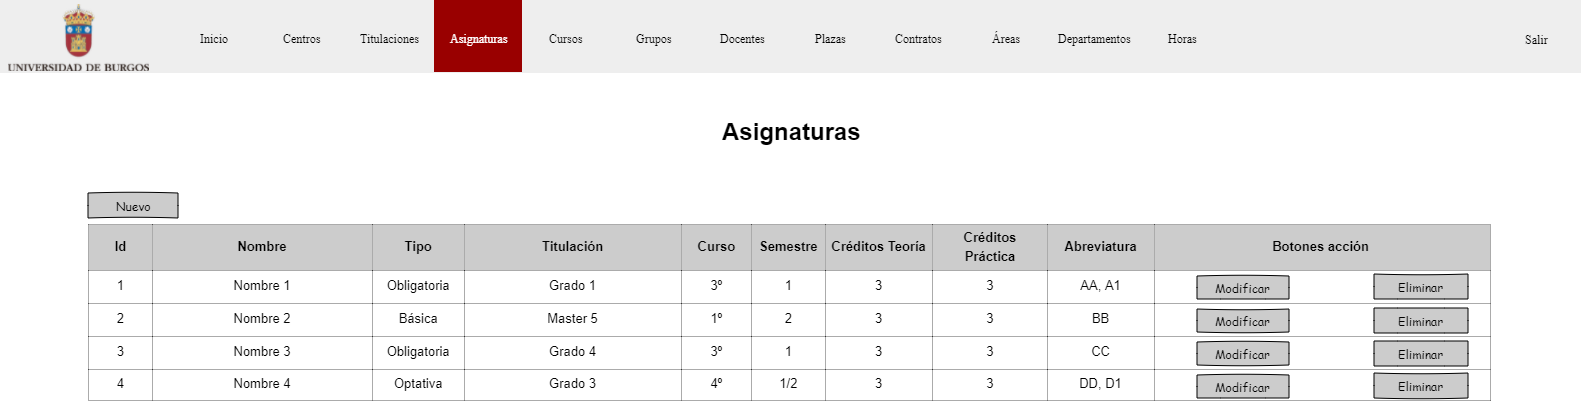 UNIVERSIDAD DE BURGOS
Inicio Centros Titulaciones Asignaturas Cursos Grupos Docentes Plazas Contratos Áreas Departamentos Horas Salir
Asignaturas
Nuevo
Id Nombre Tipo Titulación Curso Semestre Créditos Teoría Créditos Práctica Abreviatura Botones acción
1 Nombre 1 Obligatoria Grado 1 3º 1 3 3 AA, A1 Modificar Eliminar
2 Nombre 2 Básica Master 5 1º 2 3 3 BB Modificar Eliminar
3 Nombre 3 Obligatoria Grado 4 3º 1 3 3 CC Modificar Eliminar
4 Nombre 4 Optativa Grado 3 4º 1/2 3 3 DD, D1 Modificar Eliminar